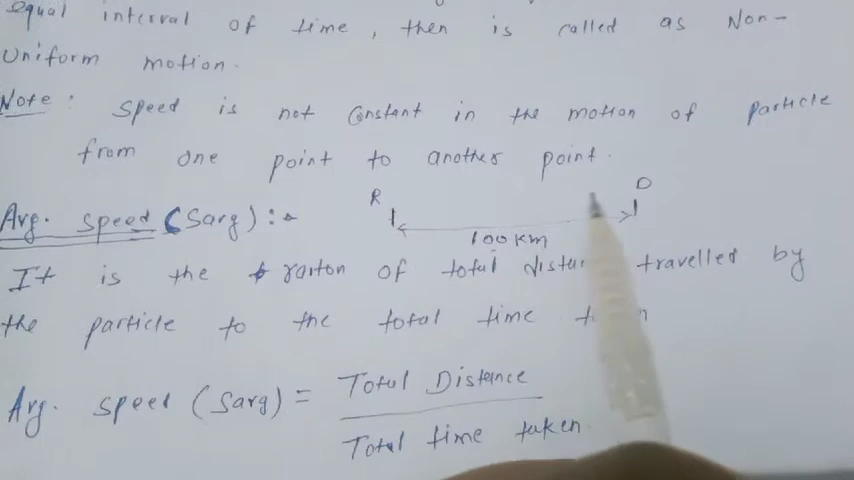 equal interval of time, then is called as Non-
Uniform motion.
Note: speed is not constant in the motion of particle
from one point to another point.
R D
Avg. speed (Savg) :-
100 km
It is the raiton of total travelled by
the particle to the total time
Avg. speed (Savg) = Total Distance
Total time taken